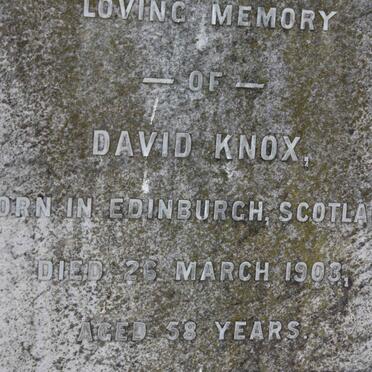 LOVING MEMORY
— OF —
DAVID KNOX,
ORN IN EDINBURGH, SCOTLA
DIED 26 MARCH 1903,
AGED 58 YEARS.